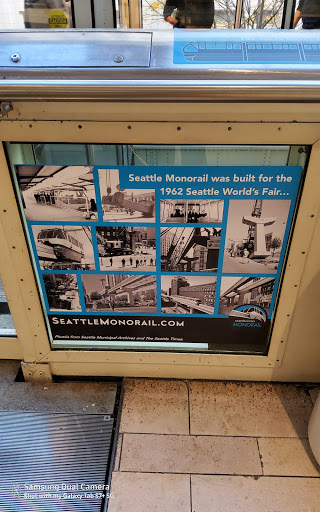 Seattle Monorail was built for the
1962 Seattle World's Fair...
SeattleMonorail.com
MONORAIL
Photos from Seattle Municipal Archives and The Seattle Times.
Samsung Dual Camera
Shot with my Galaxy Tab S7+ 5G